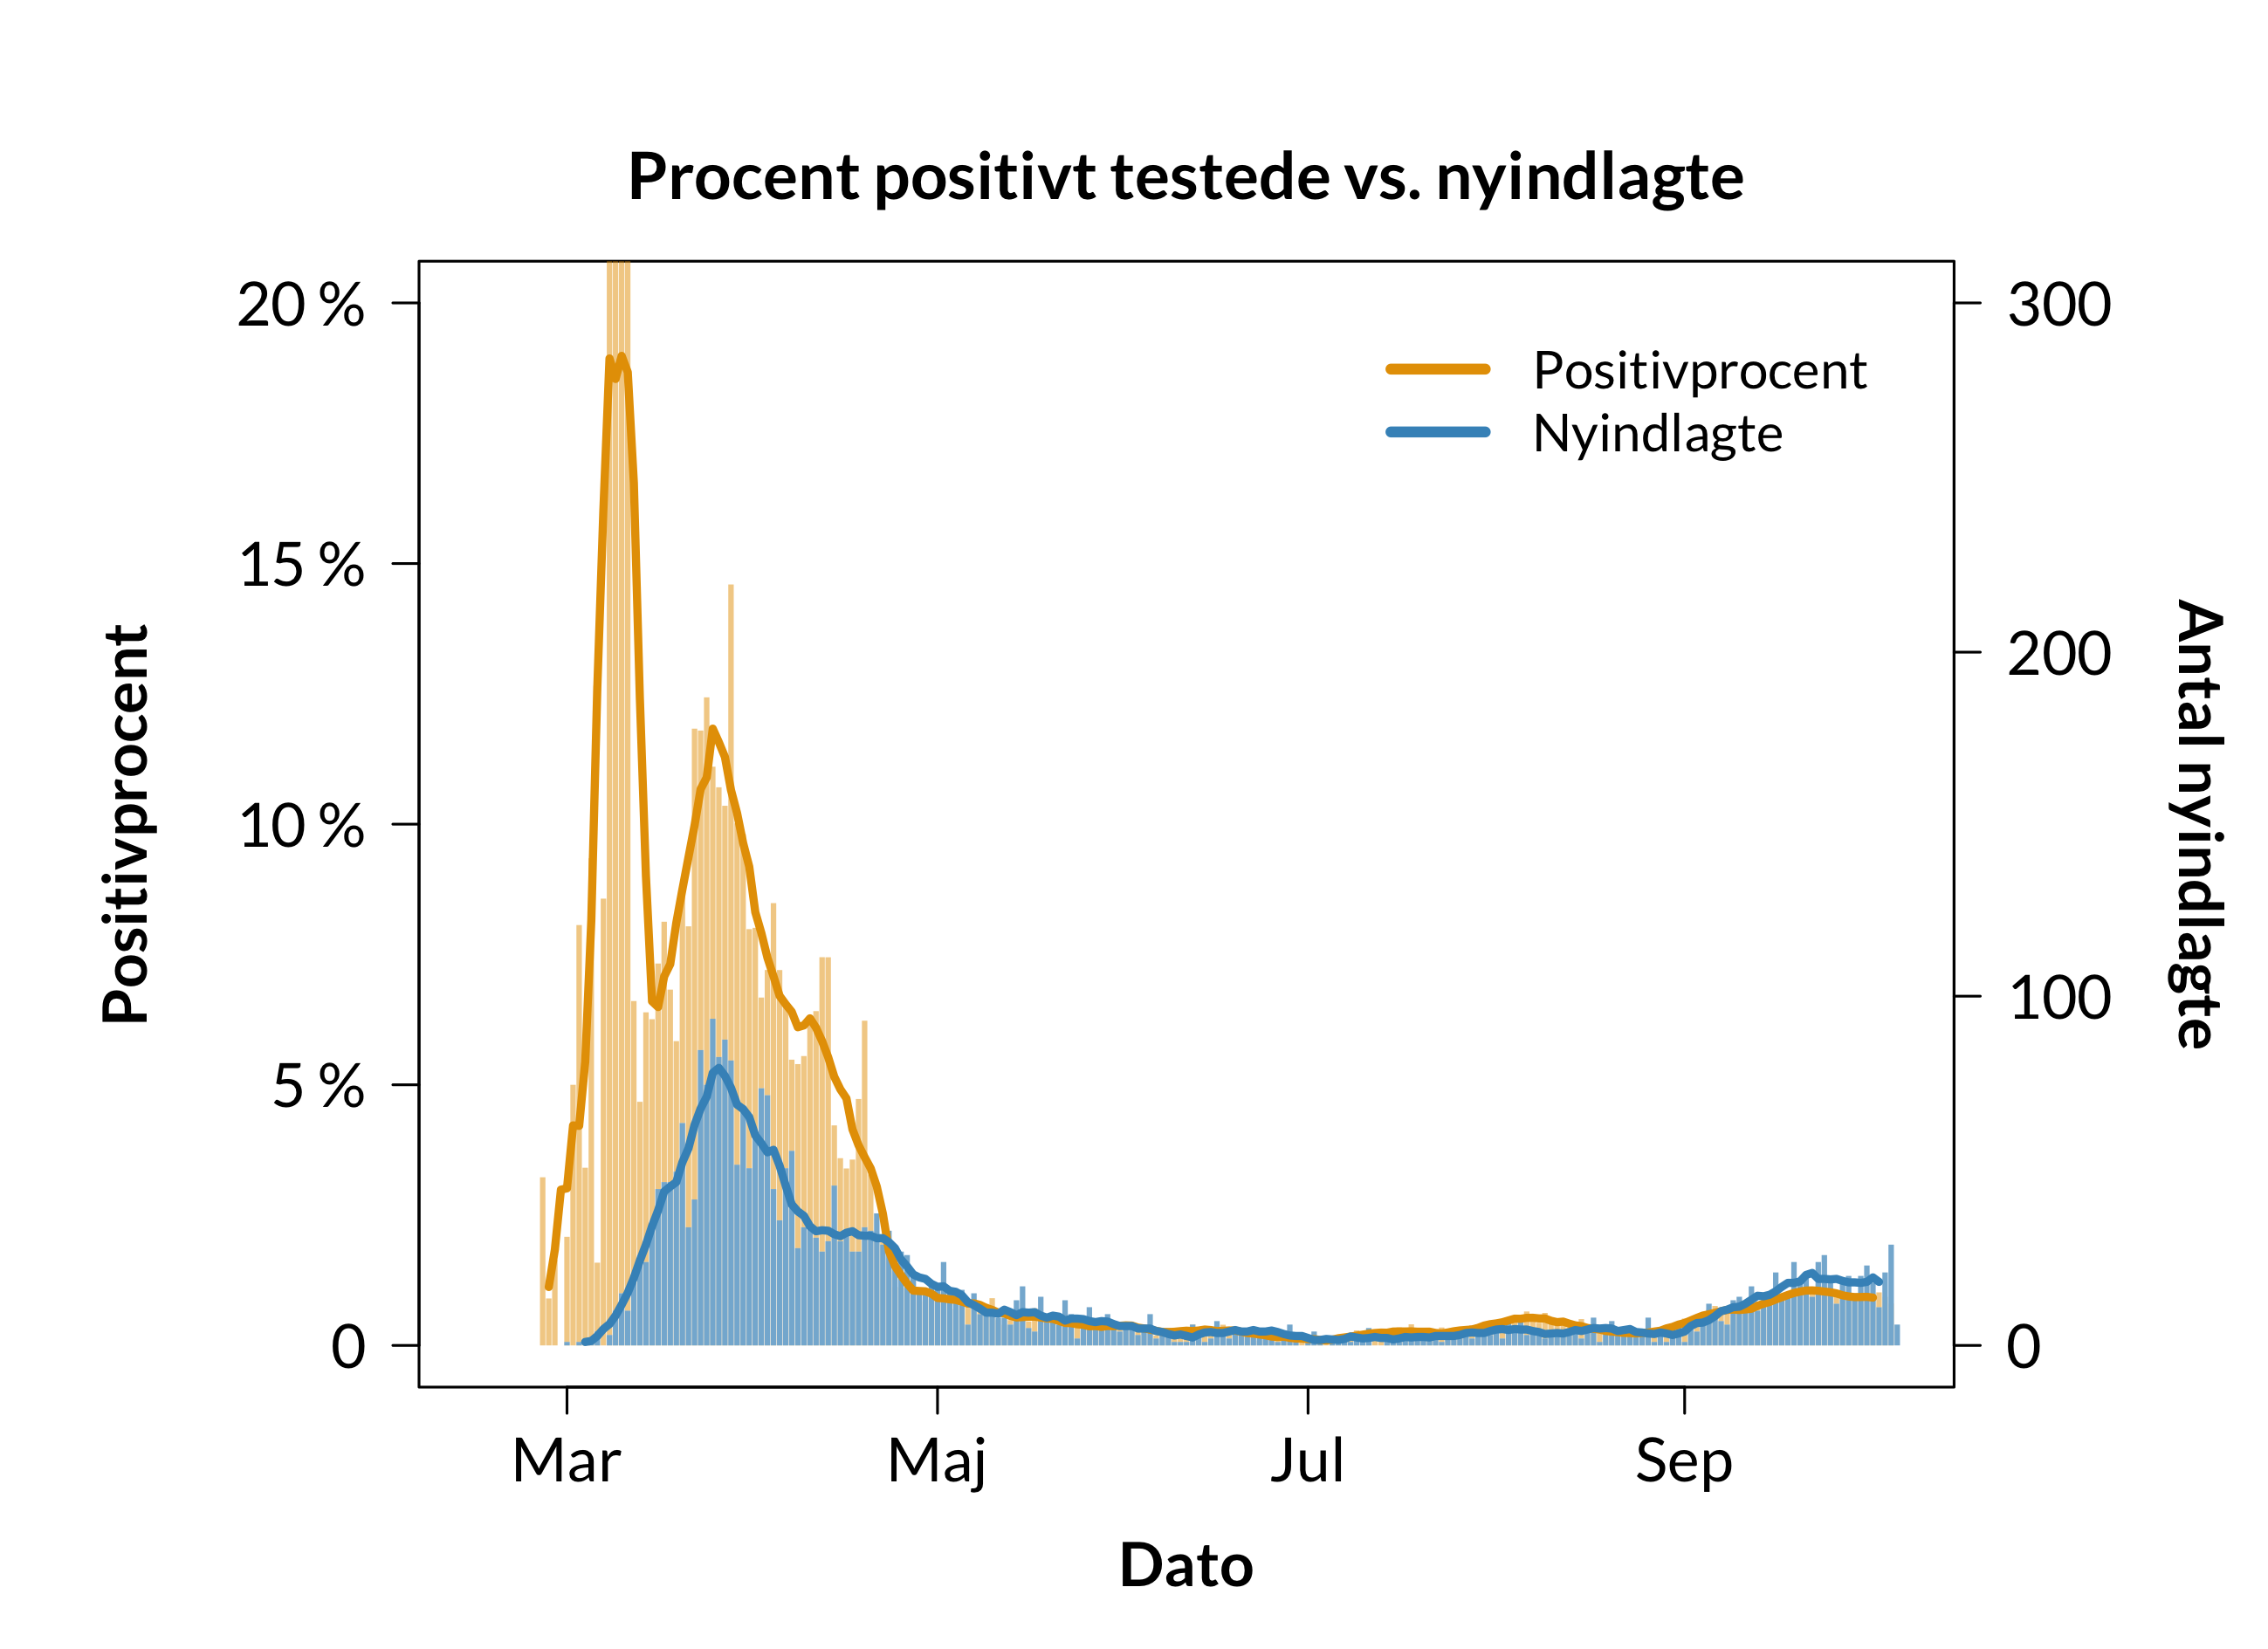 Procent positivt testede vs. nyindlagte
20 %
15 %
10 %
5 %
0
Positivprocent
Positivprocent
Nyindlagte
300
200
100
0
Antal nyindlagte
Mar
Maj
Jul
Sep
Dato